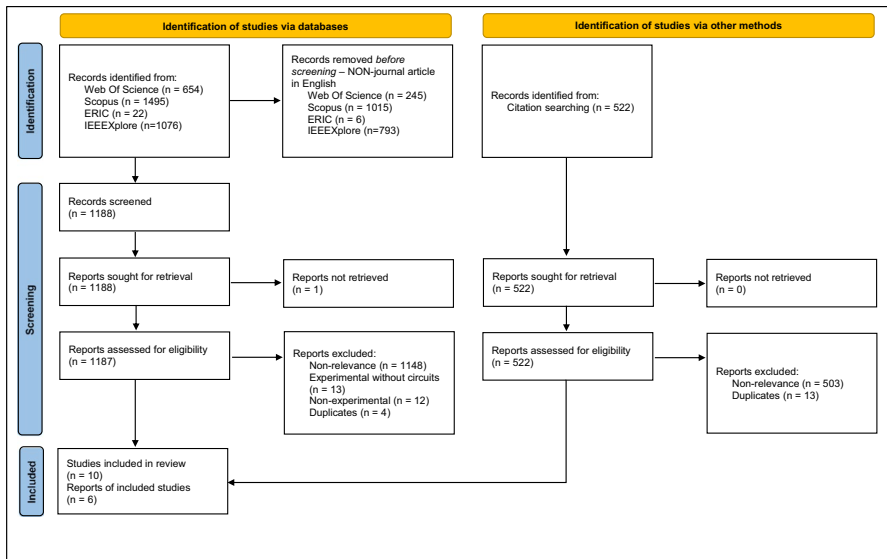 Identification of studies via databases
Identification of studies via other methods
Identification
Records identified from:
Web Of Science (n = 654)
Scopus (n = 1495)
ERIC (n = 22)
IEEEXplore (n=1076)
Records removed before
screening – NON-journal article
in English
Web Of Science (n = 245)
Scopus (n = 1015)
ERIC (n = 6)
IEEEXplore (n=793)
Records identified from:
Citation searching (n = 522)
Screening
Records screened
(n = 1188)
Reports sought for retrieval
(n = 1188)
Reports not retrieved
(n = 1)
Reports sought for retrieval
(n = 522)
Reports not retrieved
(n = 0)
Reports assessed for eligibility
(n = 1187)
Reports excluded:
Non-relevance (n = 1148)
Experimental without circuits
(n = 13)
Non-experimental (n = 12)
Duplicates (n = 4)
Reports assessed for eligibility
(n = 522)
Reports excluded:
Non-relevance (n = 503)
Duplicates (n = 13)
Included
Studies included in review
(n = 10)
Reports of included studies
(n = 6)